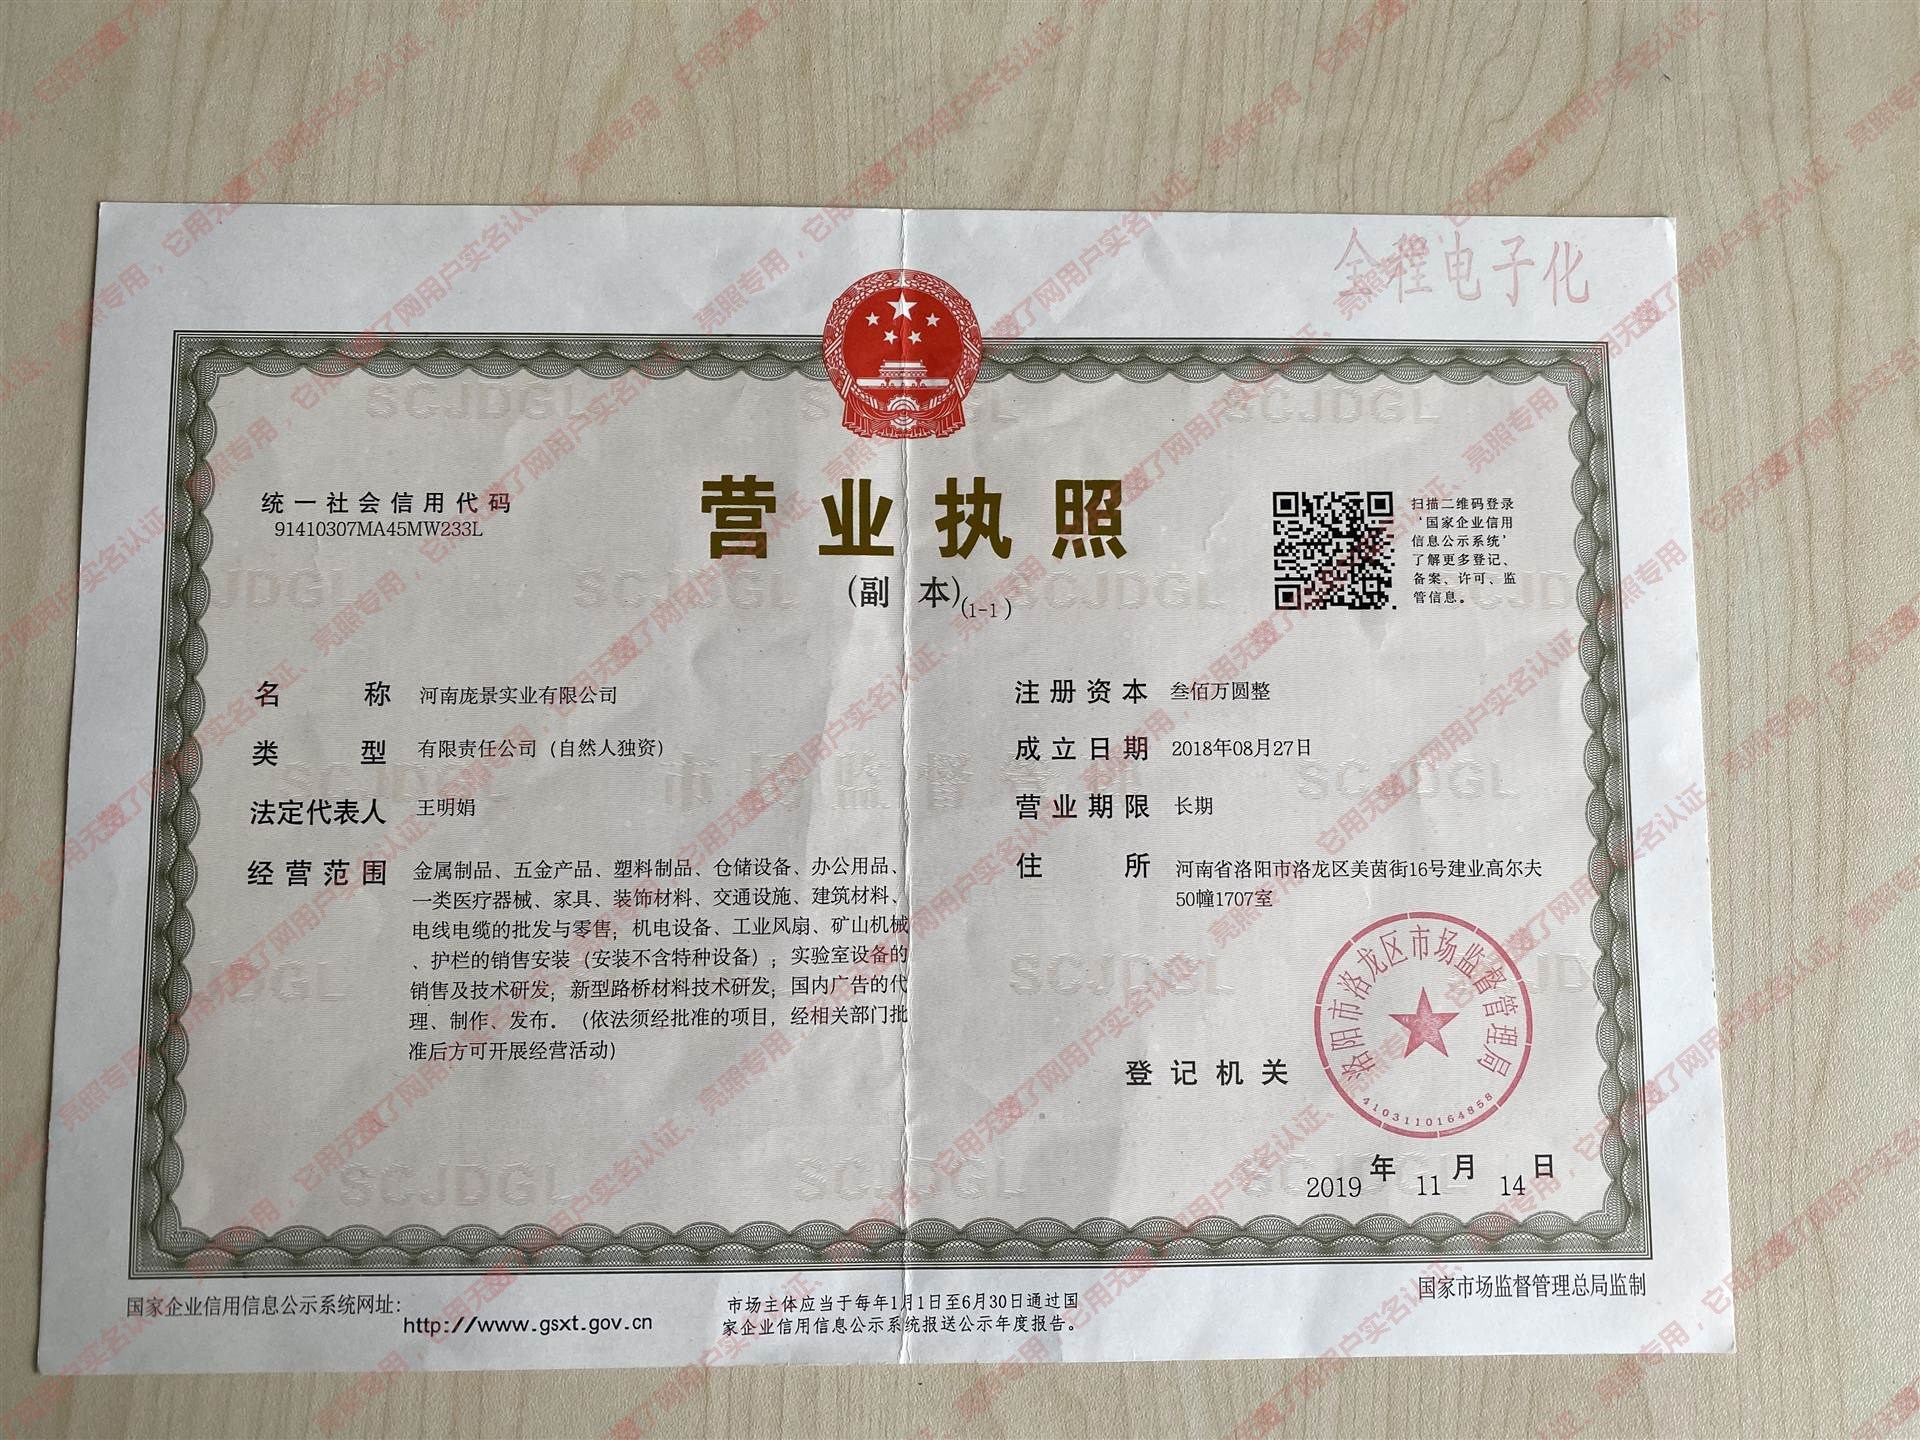 全程电子化
统一社会信用代码
91410307MA45MW233L
营业执照
(副 本)(1-1)
扫描二维码登录
‘国家企业信用
信息公示系统’
了解更多登记、
备案、许可、监
管信息。
名 称 河南庞景实业有限公司
类 型 有限责任公司（自然人独资）
法定代表人 王明娟
经营范围 金属制品、五金产品、塑料制品、仓储设备、办公用品、
一类医疗器械、家具、装饰材料、交通设施、建筑材料、
电线电缆的批发与零售；机电设备、工业风扇、矿山机械
、护栏的销售安装（安装不含特种设备）；实验室设备的
销售及技术研发；新型路桥材料技术研发；国内广告的代
理、制作、发布。（依法须经批准的项目，经相关部门批
准后方可开展经营活动）
注册资本 叁佰万圆整
成立日期 2018年08月27日
营业期限 长期
住 所 河南省洛阳市洛龙区美茵街16号建业高尔夫
50幢1707室
登记机关
洛阳市洛龙区市场监督管理局
4103110164858
2019年11月14日
国家企业信用信息公示系统网址：
http://www.gsxt.gov.cn
市场主体应当于每年1月1日至6月30日通过国
家企业信用信息公示系统报送公示年度报告。
国家市场监督管理总局监制